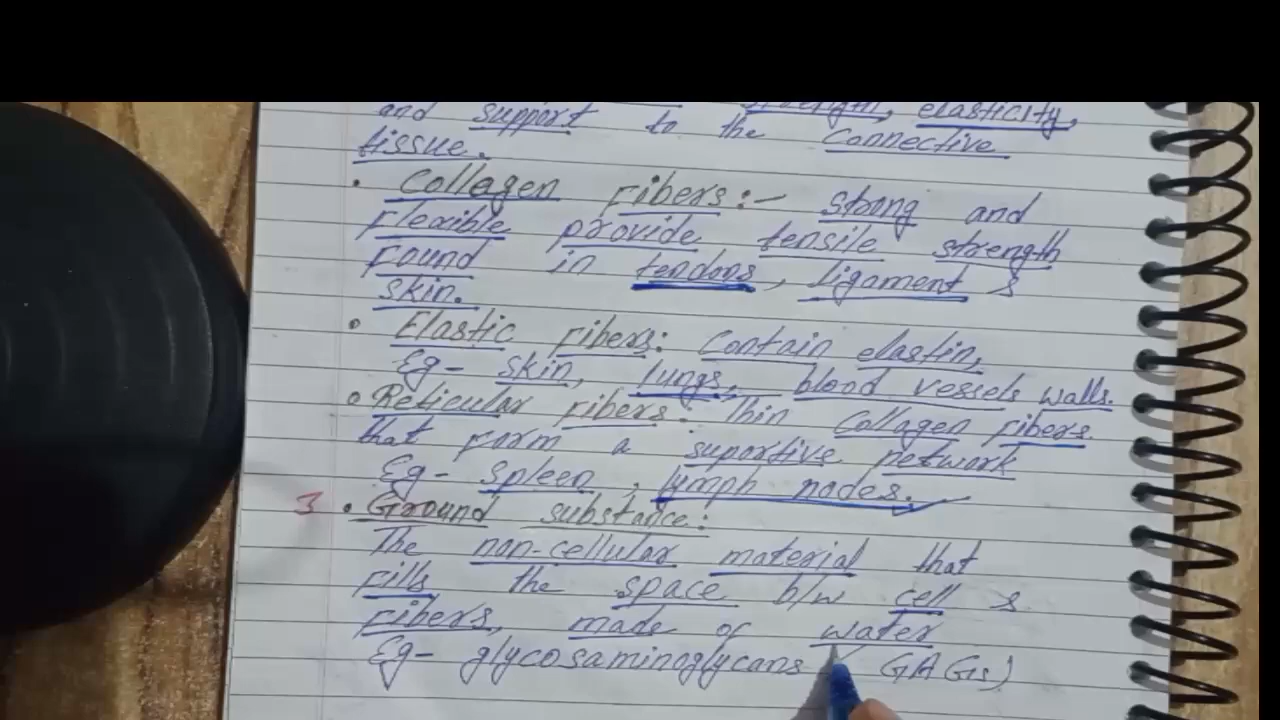 strength, elasticity,
and support to the connective
tissue.
• Collagen fibers:- strong and
flexible provide tensile strength
found in tendons, ligament &
skin.
• Elastic fibers: contain elastin,
Eg- skin, lungs, blood vessels walls.
• Reticular fibers: Thin collagen fibers
that form a suportive network
Eg- spleen, lymph nodes.
3 • Ground substance:
The non-cellular material that
fills the space b/w cell &
fibers, made of water
Eg- glycosaminoglycans GAGs)